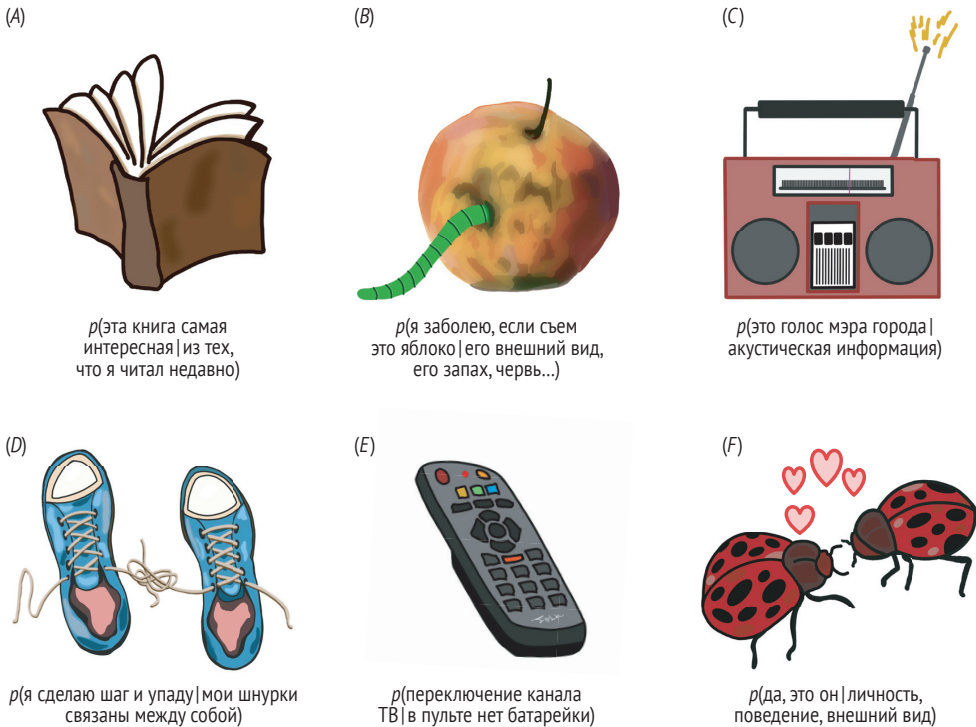 (A)
(B)
(C)
p(эта книга самая
интересная|из тех,
что я читал недавно)
p(я заболею, если съем
это яблоко|его внешний вид,
его запах, червь...)
p(это голос мэра города|
акустическая информация)
(D)
(E)
(F)
p(я сделаю шаг и упаду|мои шнурки
связаны между собой)
p(переключение канала
ТВ|в пульте нет батарейки)
p(да, это он|личность,
поведение, внешний вид)